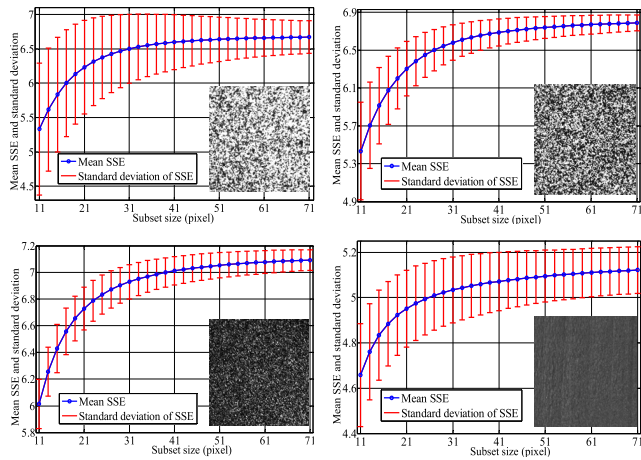 7
6.5
6
5.5
5
4.5
Mean SSE and standard deviation
Mean SSE
Standard deviation of SSE
11 21 31 41 51 61 71
Subset size (pixel)
6.9
6.5
6.1
5.7
5.3
4.9
Mean SSE and standard deviation
Mean SSE
Standard deviation of SSE
11 21 31 41 51 61 71
Subset size (pixel)
7.2
7
6.8
6.6
6.4
6.2
6
5.8
Mean SSE and standard deviation
Mean SSE
Standard deviation of SSE
11 21 31 41 51 61 71
Subset size (pixel)
5.2
5
4.8
4.6
4.4
Mean SSE and standard deviation
Mean SSE
Standard deviation of SSE
11 21 31 41 51 61 71
Subset size (pixel)